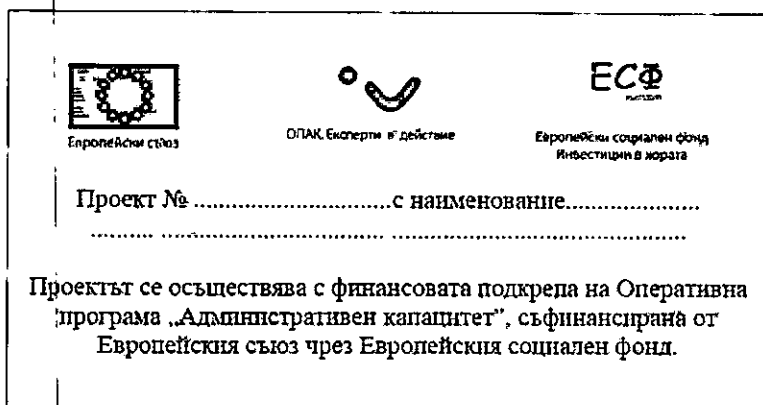 ЕСФ
Европейски съюз
ОПАК. Експерти в действие
Европейски социален фонд
Инвестиции в хората
Проект № ................................с наименование......................
.......... .................................... ................................................
Проектът се осъществява с финансовата подкрепа на Оперативна
програма „Административен капацитет”, съфинансирана от
Европейския съюз чрез Европейския социален фонд.